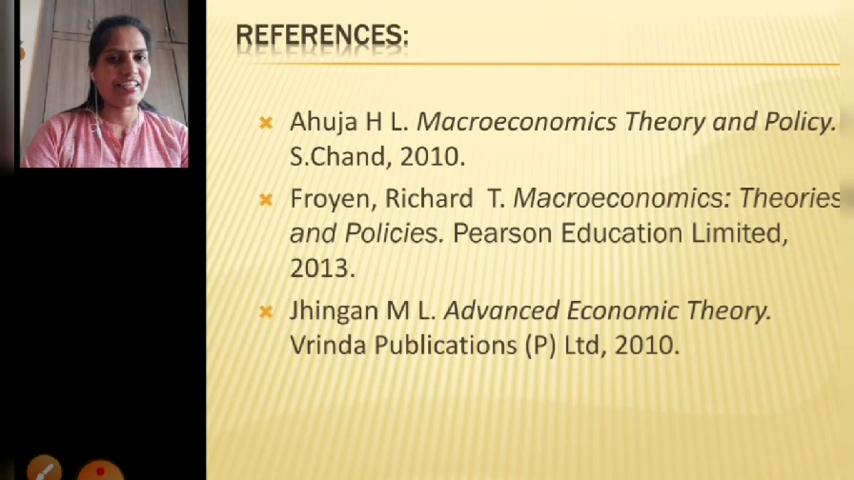 REFERENCES:
Ahuja H L. Macroeconomics Theory and Policy.
S.Chand, 2010.
Froyen, Richard T. Macroeconomics: Theories
and Policies. Pearson Education Limited,
2013.
Jhingan M L. Advanced Economic Theory.
Vrinda Publications (P) Ltd, 2010.